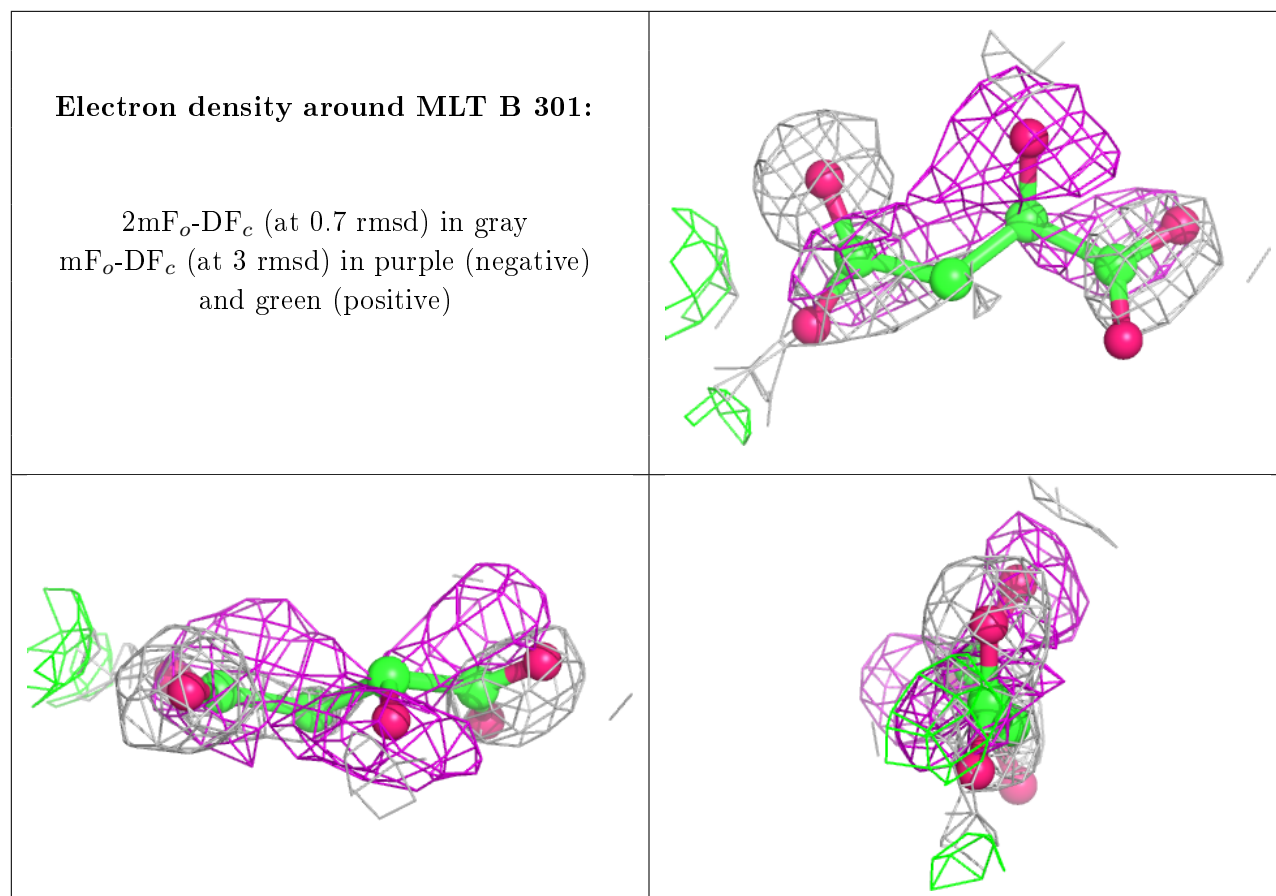 Electron density around MLT B 301:
2mFₒ-DF𝒸 (at 0.7 rmsd) in gray
mFₒ-DF𝒸 (at 3 rmsd) in purple (negative)
and green (positive)